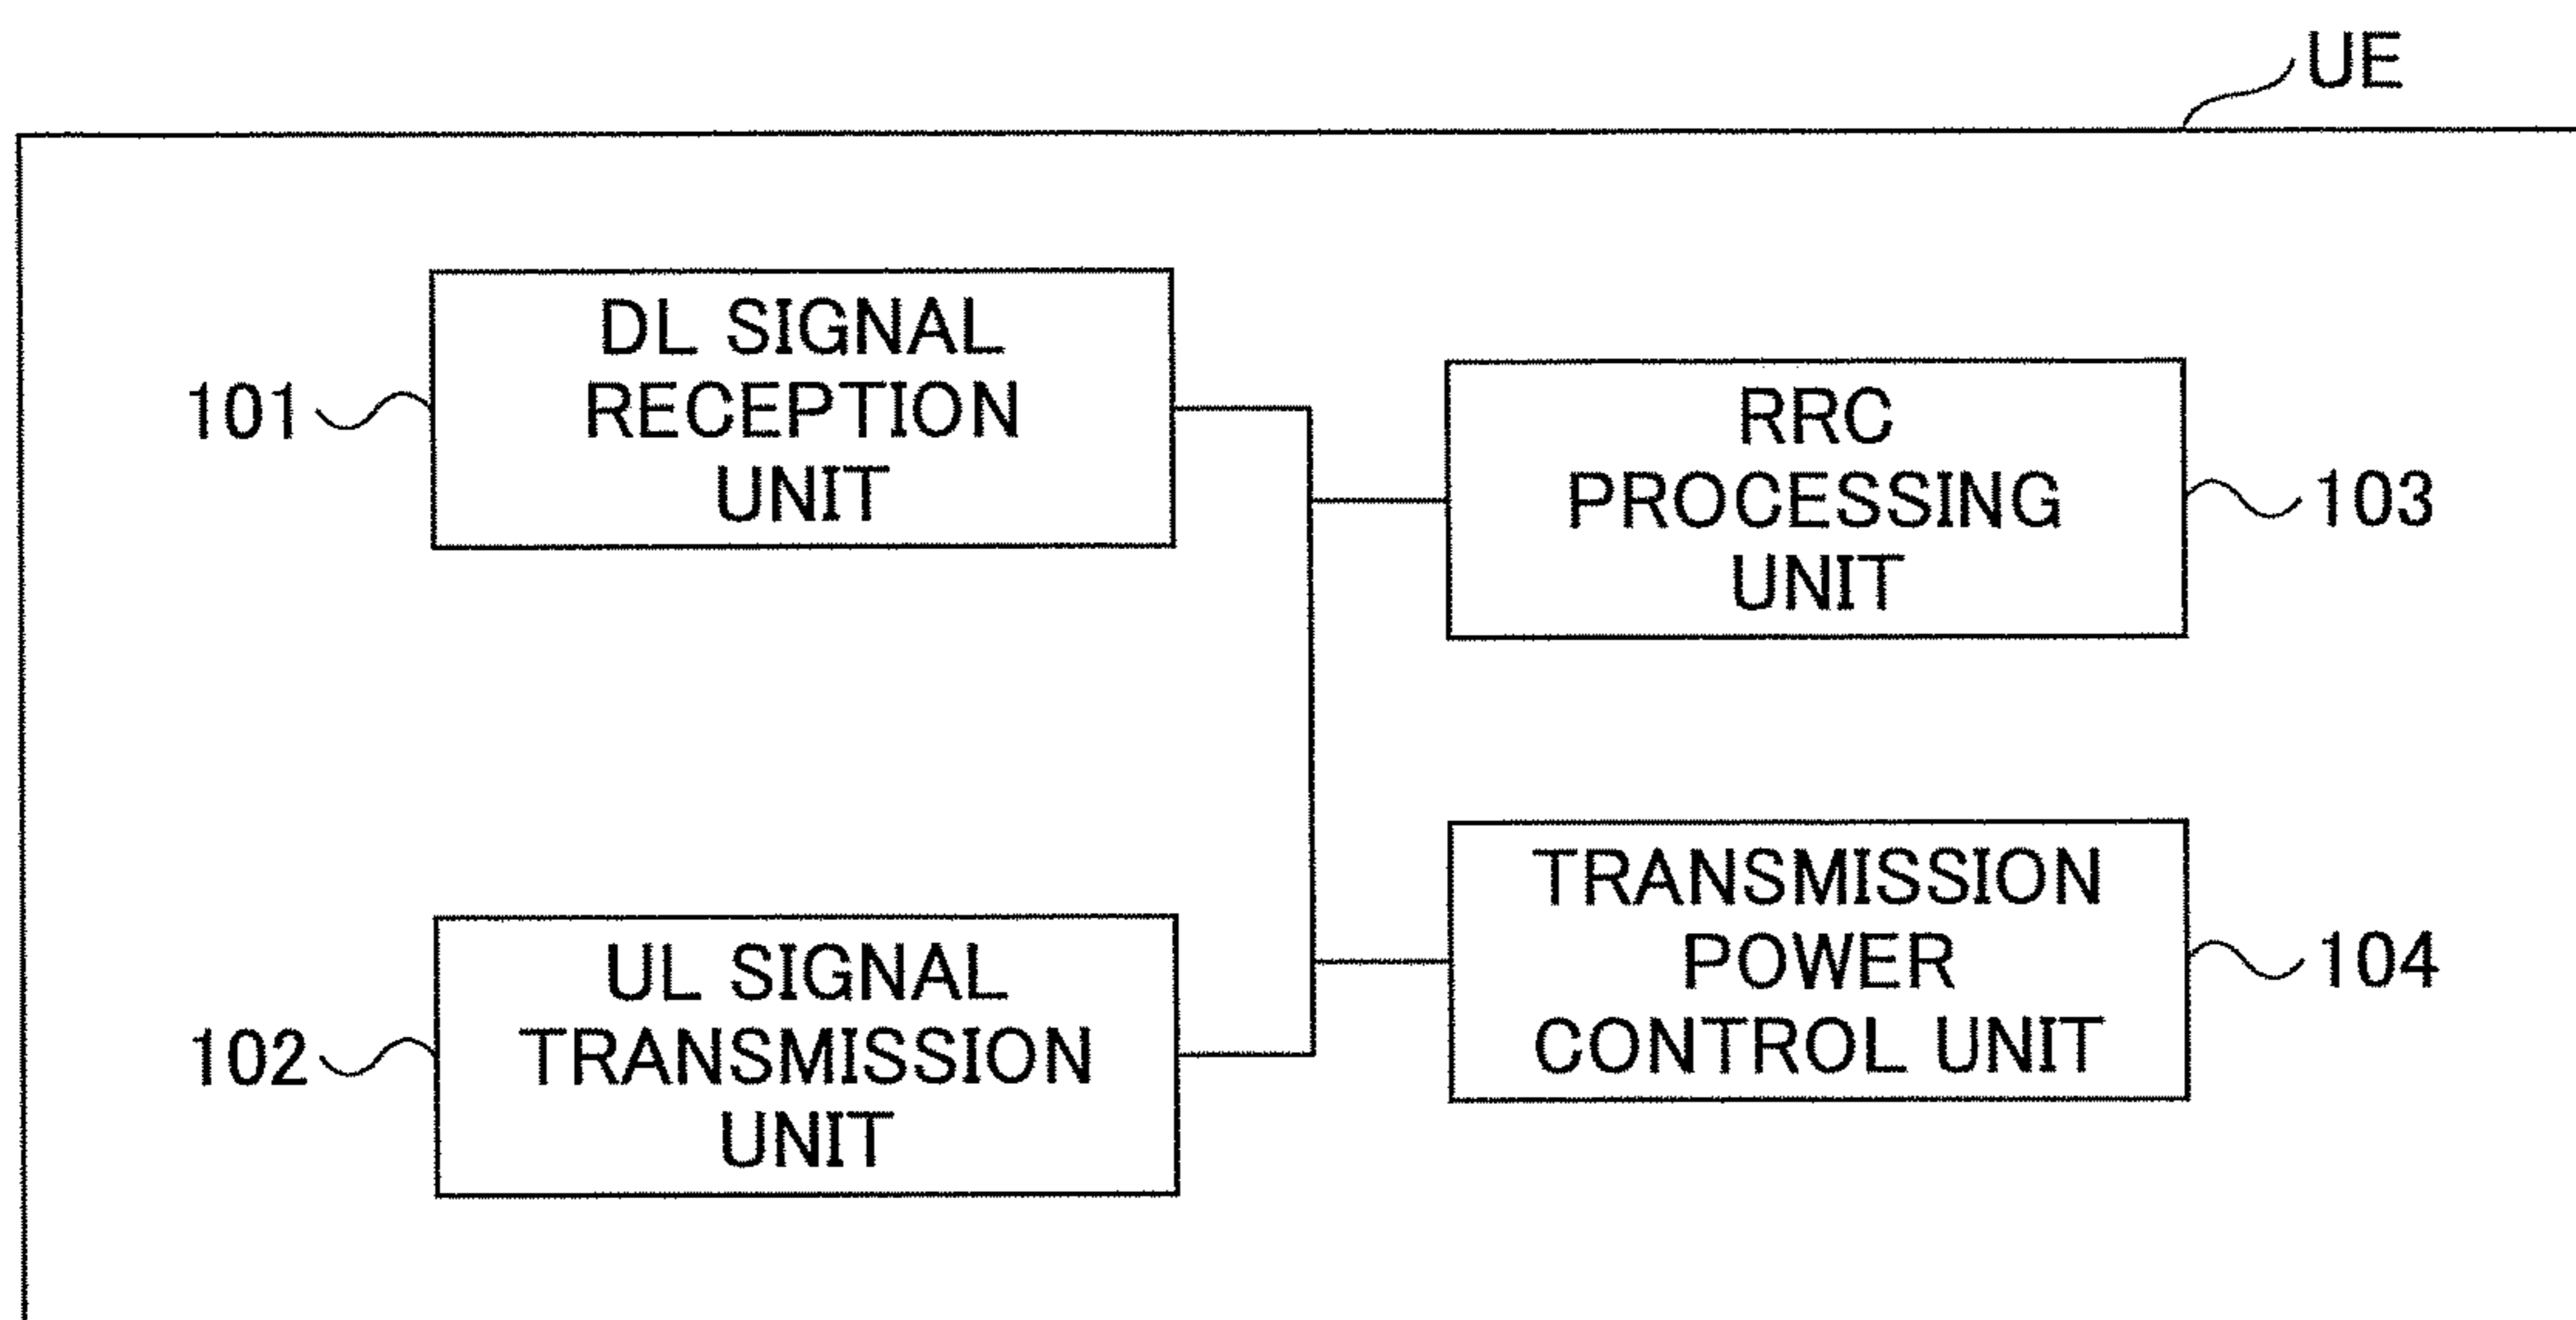 UE
101
DL SIGNAL
RECEPTION
UNIT
RRC
PROCESSING
UNIT
103
102
UL SIGNAL
TRANSMISSION
UNIT
TRANSMISSION
POWER
CONTROL UNIT
104